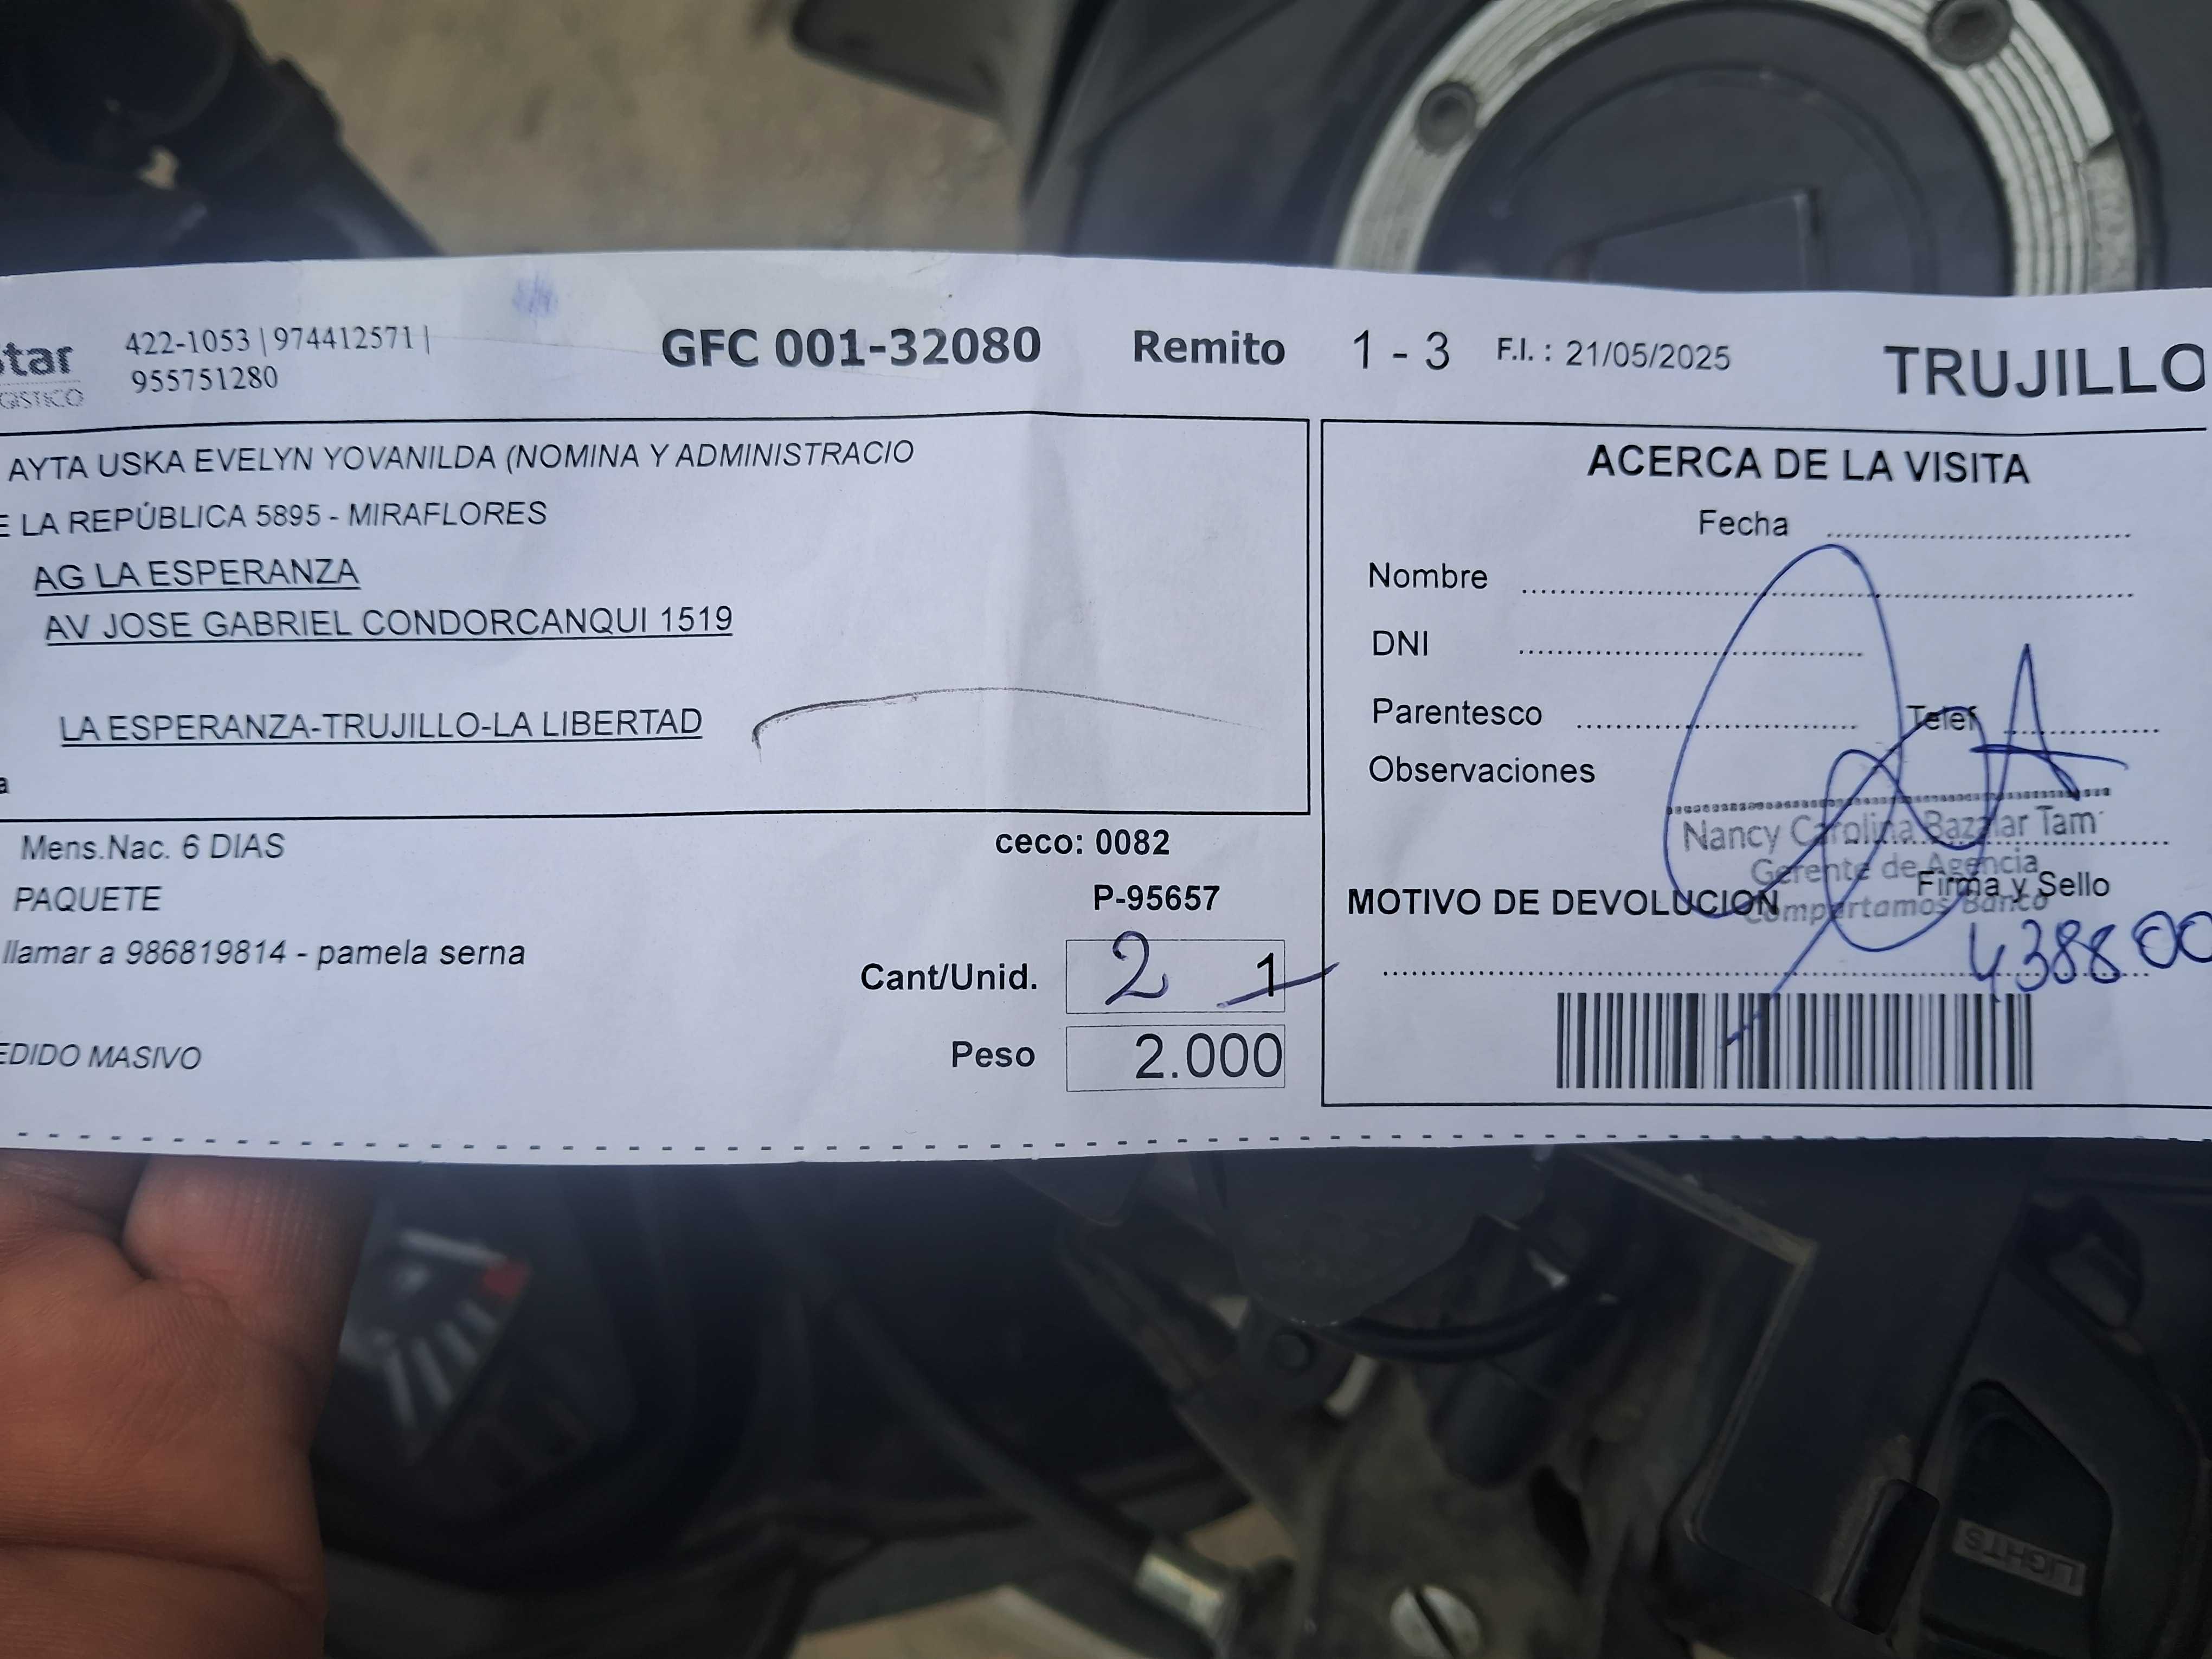 tar
GISTICO
422-1053 | 974412571 |
955751280
GFC 001-32080 Remito 1 - 3 F.I. : 21/05/2025 TRUJILLO
AYTA USKA EVELYN YOVANILDA (NOMINA Y ADMINISTRACIO
E LA REPÚBLICA 5895 - MIRAFLORES
AG LA ESPERANZA
AV JOSE GABRIEL CONDORCANQUI 1519
LA ESPERANZA-TRUJILLO-LA LIBERTAD
a
Mens.Nac. 6 DIAS
ceco: 0082
PAQUETE
P-95657
llamar a 986819814 - pamela serna
Cant/Unid. 2 1
EDIDO MASIVO
Peso 2.000
ACERCA DE LA VISITA
Fecha
Nombre
DNI
Parentesco
Telef
Observaciones
Nancy Carolina Bazalar Tam
Gerente de Agencia
Compartamos Banco
Firma y Sello
MOTIVO DE DEVOLUCION
438800
LIGHTS